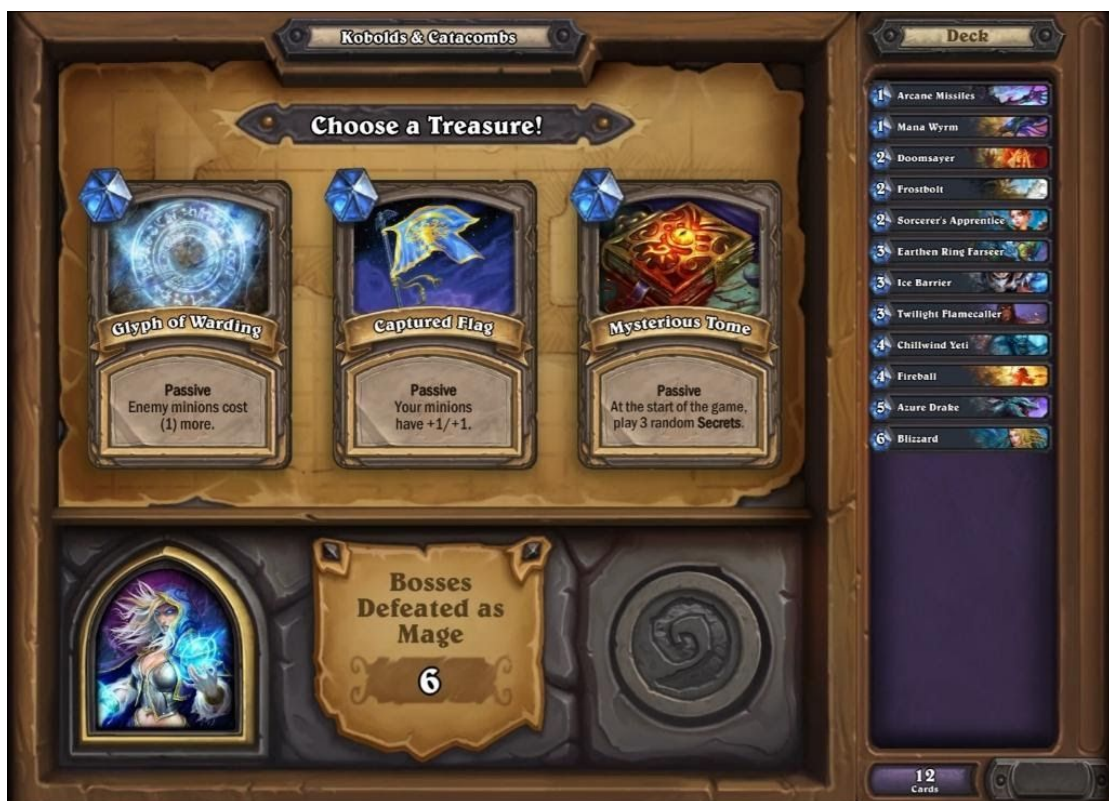 Kobolds & Catacombs
Choose a Treasure!
Glyph of Warding
Passive
Enemy minions cost
(1) more.
Captured Flag
Passive
Your minions
have +1/+1.
Mysterious Tome
Passive
At the start of the game,
play 3 random Secrets.
Bosses
Defeated as
Mage
6
Deck
1 Arcane Missiles
1 Mana Wyrm
2 Doomsayer
2 Frostbolt
2 Sorcerer's Apprentice
3 Earthen Ring Farseer
3 Ice Barrier
3 Twilight Flamecaller
4 Chillwind Yeti
4 Fireball
5 Azure Drake
6 Blizzard
12
Cards